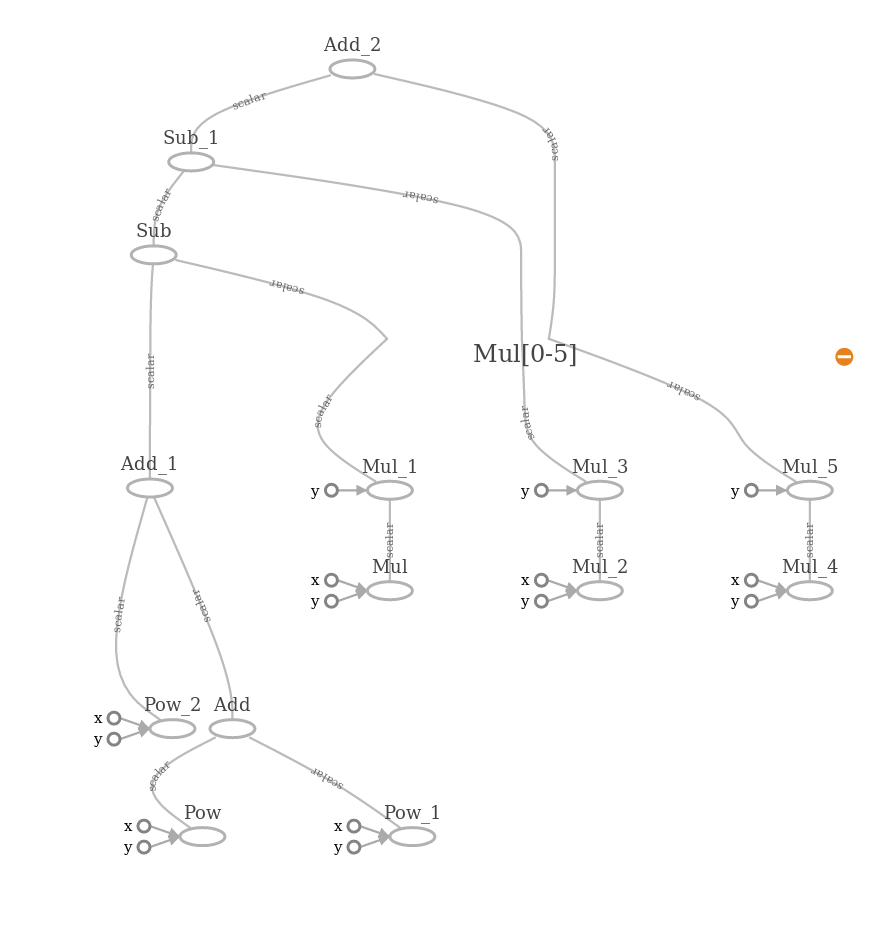 Add_2
scalar
scalar
Sub_1
scalar
scalar
Sub
scalar
scalar
Mul[0-5]
scalar
scalar
scalar
Add_1
Mul_1
Mul_3
Mul_5
y
y
y
scalar
scalar
scalar
scalar
Mul
Mul_2
Mul_4
x
x
x
y
y
y
scalar
scalar
Pow_2
Add
x
y
scalar
scalar
Pow
Pow_1
x
x
y
y